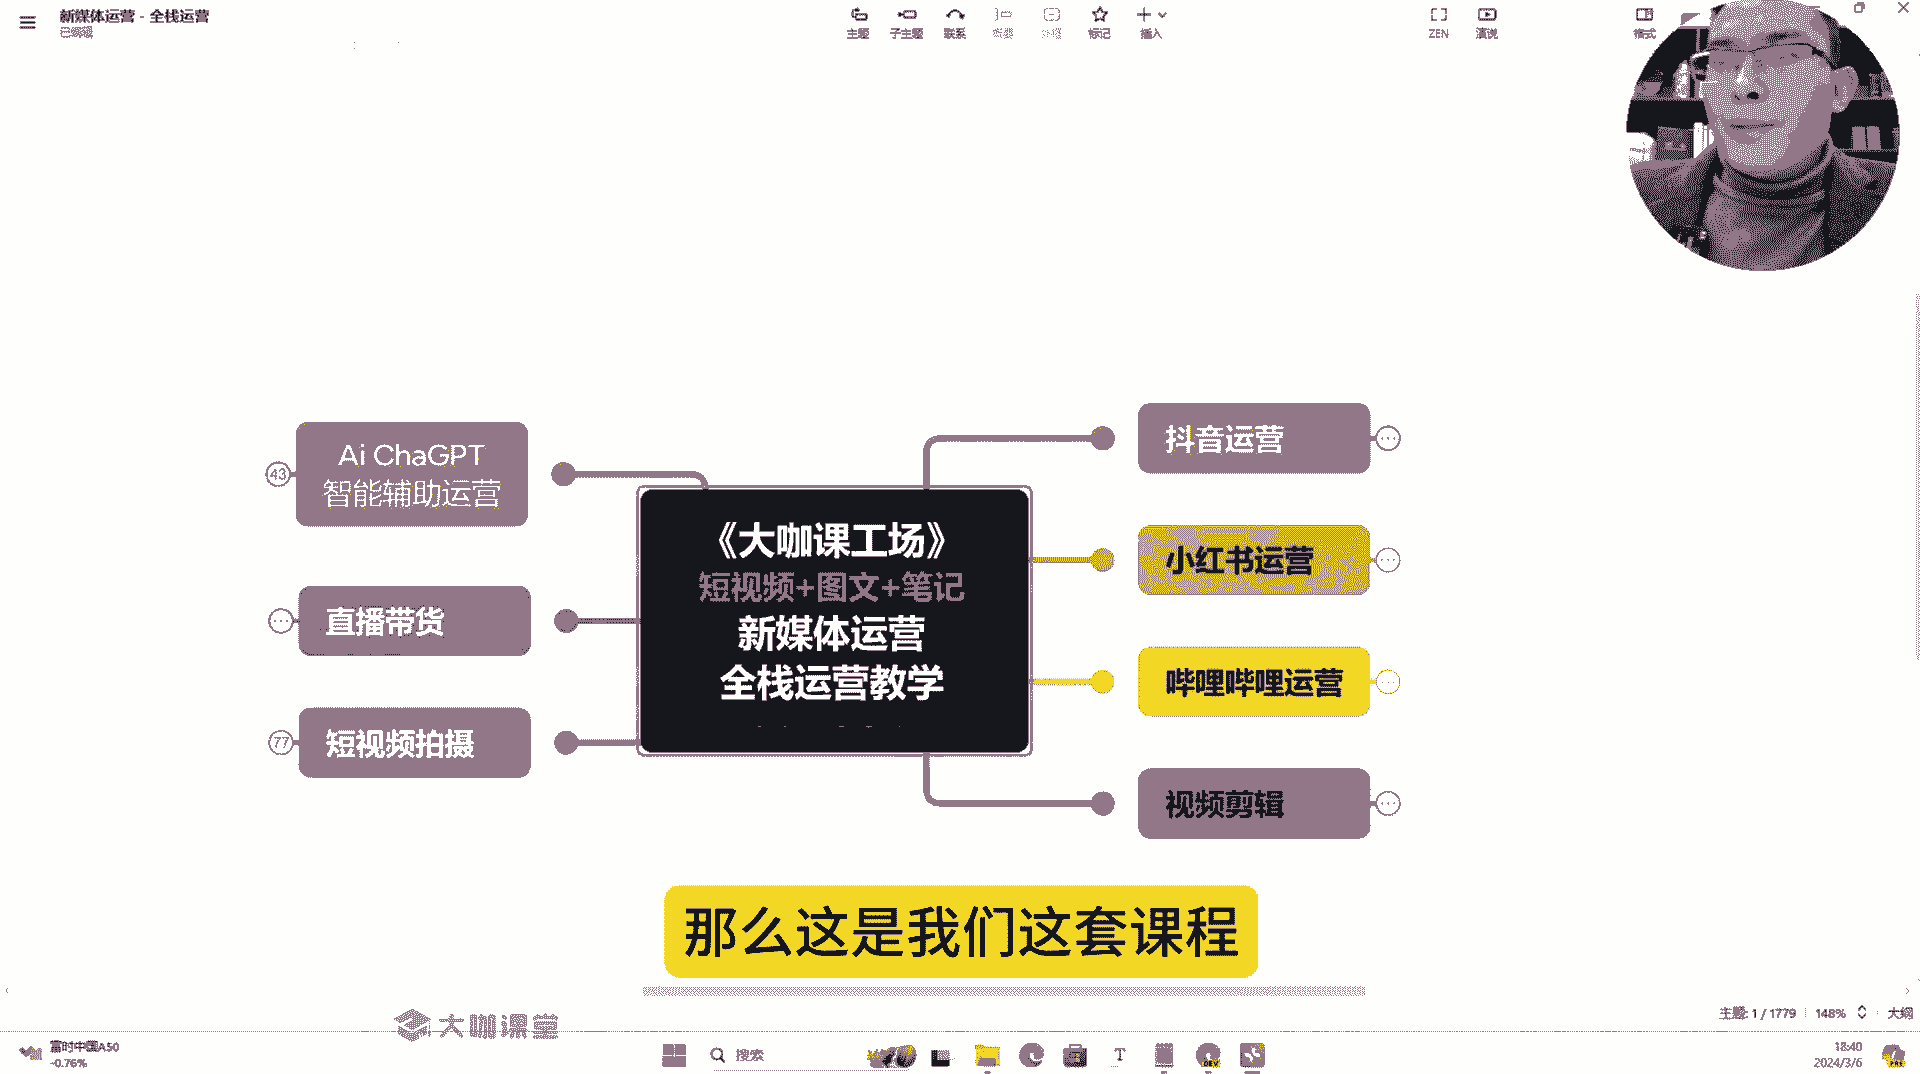 新媒体运营 - 全栈运营
已编辑
主题
子主题
联系
概要
外框
标记
插入
ZEN
演说
格式
Ai ChaGPT
智能辅助运营
43
直播带货
短视频拍摄
77
《大咖课工场》
短视频+图文+笔记
新媒体运营
全栈运营教学
抖音运营
小红书运营
哔哩哔哩运营
视频剪辑
那么这是我们这套课程
大咖课堂
主题: 1 / 1779
148%
大纲
富时中国A50
-0.76%
搜索
T
DEV
18:40
2024/3/6
PRE